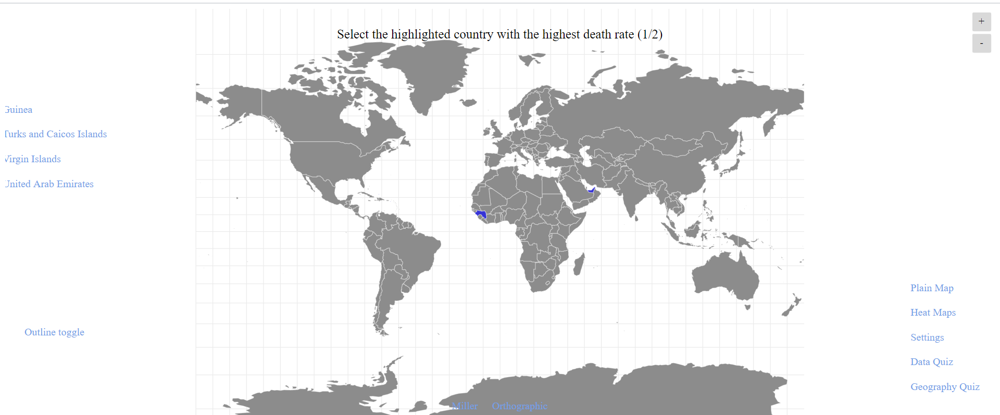 Select the highlighted country with the highest death rate (1/2)
+
-
Guinea
Turks and Caicos Islands
Virgin Islands
United Arab Emirates
Outline toggle
Plain Map
Heat Maps
Settings
Data Quiz
Geography Quiz
Miller Orthographic